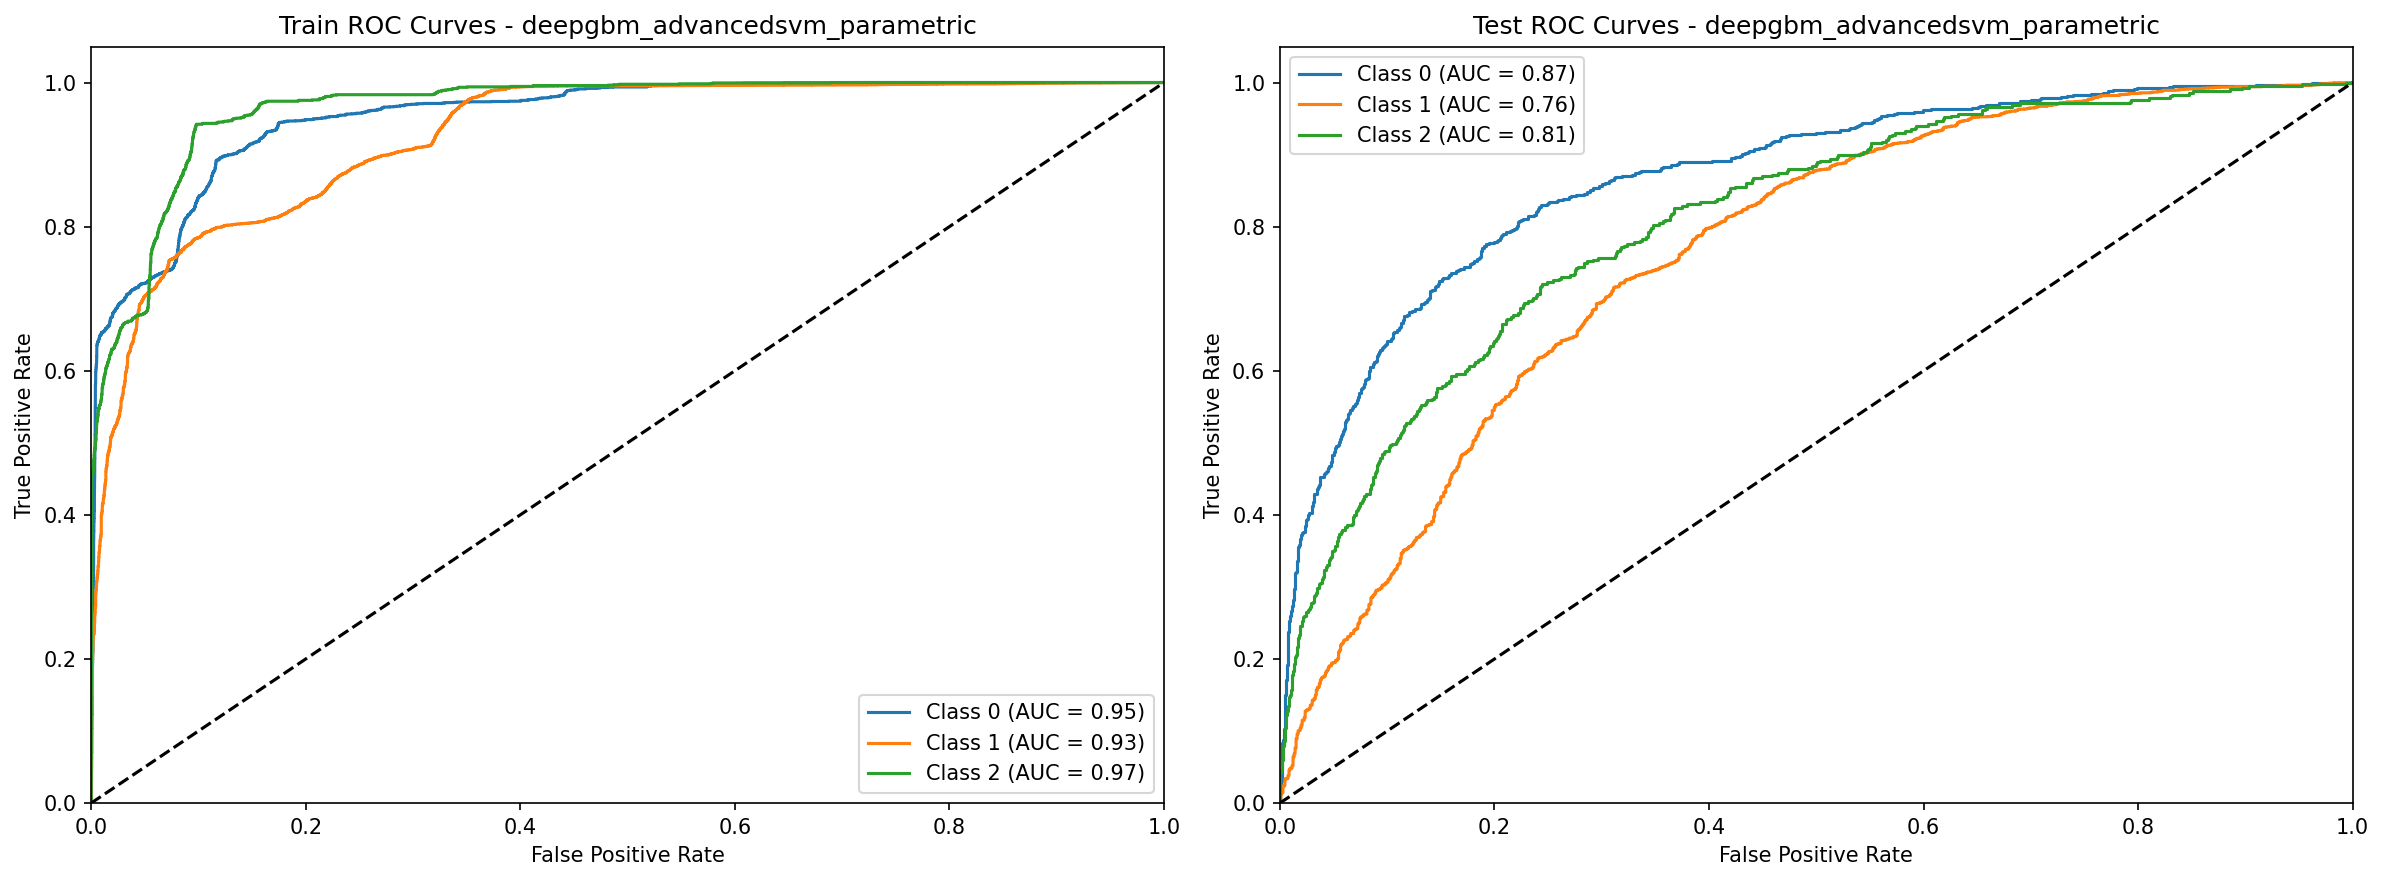 Train ROC Curves - deepgbm_advancedsvm_parametric
True Positive Rate
1.0
0.8
0.6
0.4
0.2
0.0
Class 0 (AUC = 0.95)
Class 1 (AUC = 0.93)
Class 2 (AUC = 0.97)
0.0 0.2 0.4 0.6 0.8 1.0
False Positive Rate
Test ROC Curves - deepgbm_advancedsvm_parametric
True Positive Rate
1.0
0.8
0.6
0.4
0.2
0.0
Class 0 (AUC = 0.87)
Class 1 (AUC = 0.76)
Class 2 (AUC = 0.81)
0.0 0.2 0.4 0.6 0.8 1.0
False Positive Rate